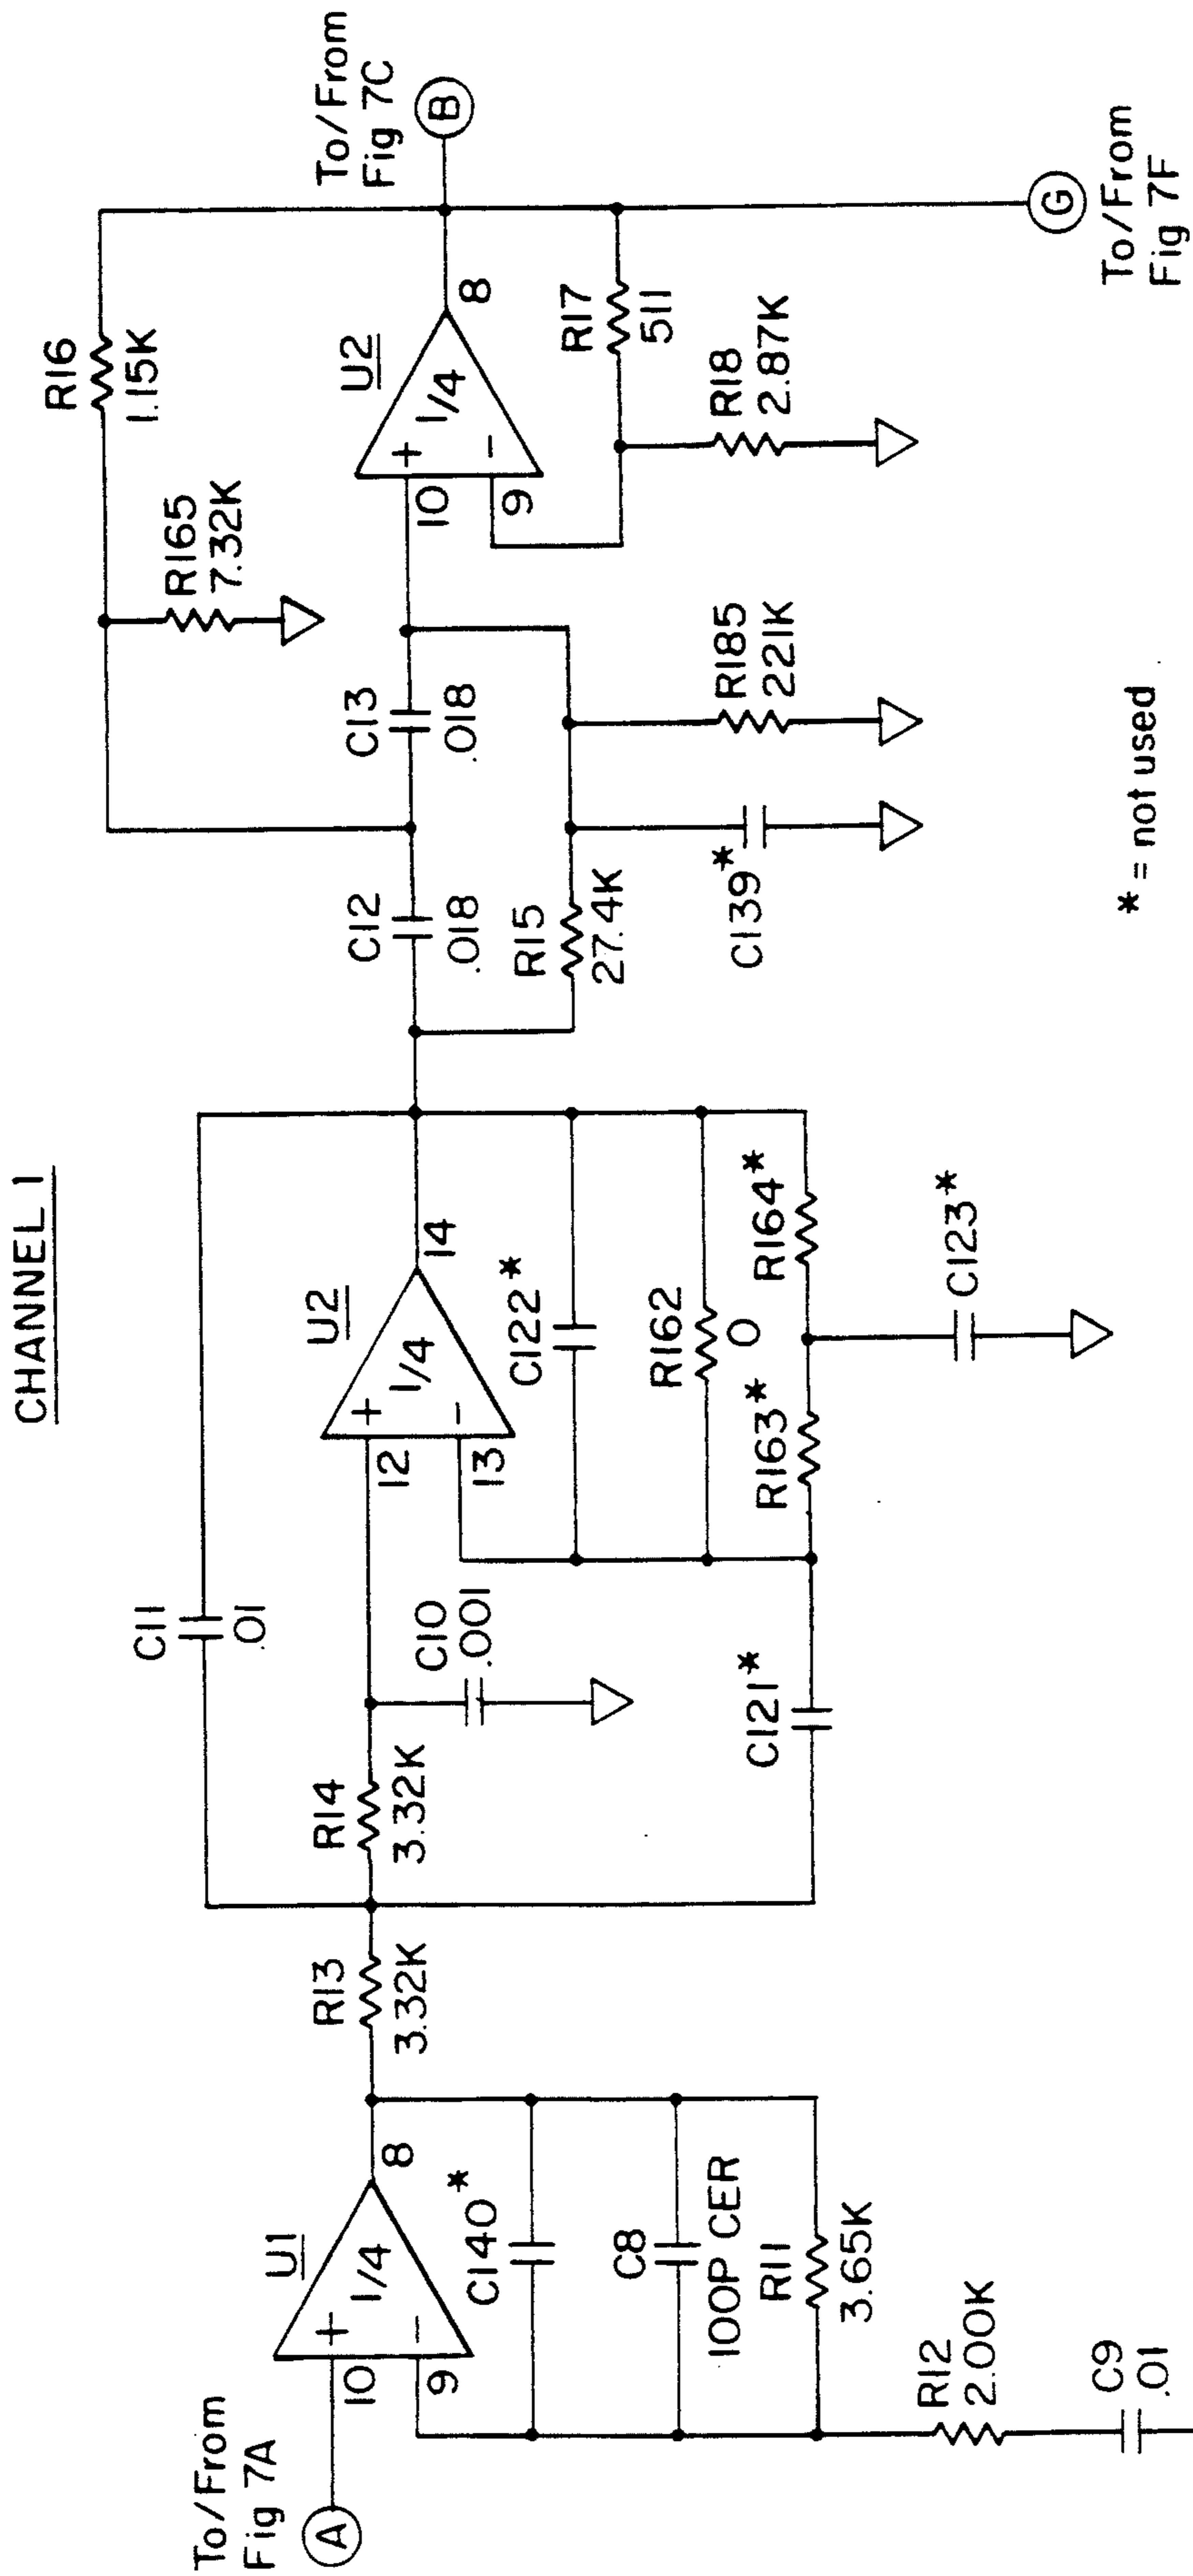 CHANNEL 1
To/From
Fig 7A
A
10
9
+
-
1/4
U1
8
C140*
C8
100P CER
R11
3.65K
R12
2.00K
C9
.01
R13
3.32K
R14
3.32K
C11
.01
C10
.001
12
13
+
-
1/4
U2
14
C122*
R162
0
R163*
R164*
C121*
C123*
C12
.018
C13
.018
R15
27.4K
C139*
R185
221K
R165
7.32K
R16
1.15K
10
9
+
-
1/4
U2
8
R17
511
R18
2.87K
To/From
Fig 7C
B
G
To/From
Fig 7F
* = not used